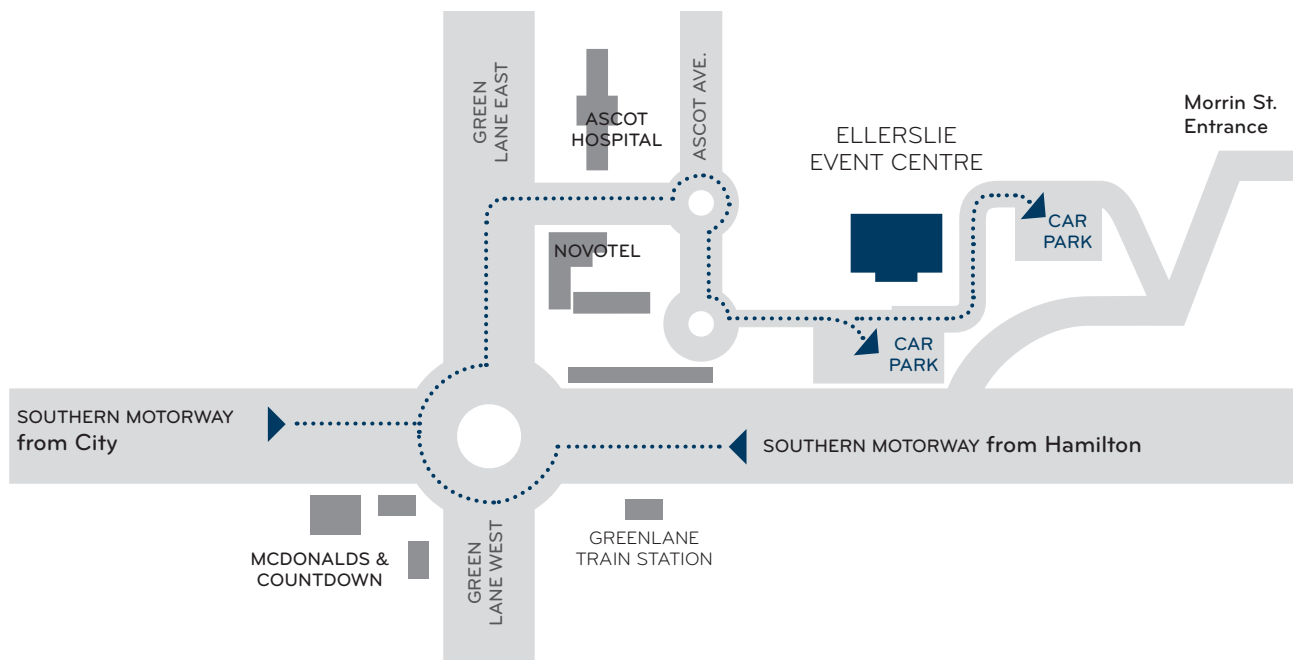 GREEN
LANE EAST
ASCOT
HOSPITAL
ASCOT AVE.
ELLERSLIE
EVENT CENTRE
Morrin St.
Entrance
CAR
PARK
NOVOTEL
CAR
PARK
SOUTHERN MOTORWAY
from City
SOUTHERN MOTORWAY from Hamilton
MCDONALDS &
COUNTDOWN
GREEN
LANE WEST
GREENLANE
TRAIN STATION